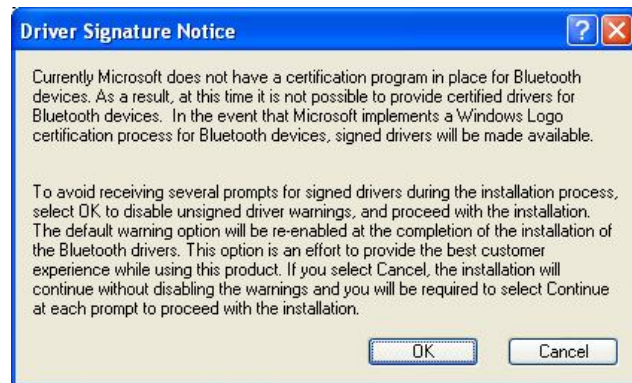 Driver Signature Notice
Currently Microsoft does not have a certification program in place for Bluetooth
devices. As a result, at this time it is not possible to provide certified drivers for
Bluetooth devices.  In the event that Microsoft implements a Windows Logo
certification process for Bluetooth devices, signed drivers will be made available.
To avoid receiving several prompts for signed drivers during the installation process,
select OK to disable unsigned driver warnings, and proceed with the installation.
The default warning option will be re-enabled at the completion of the installation of
the Bluetooth drivers. This option is an effort to provide the best customer
experience while using this product. If you select Cancel, the installation will
continue without disabling the warnings and you will be required to select Continue
at each prompt to proceed with the installation.
OK Cancel